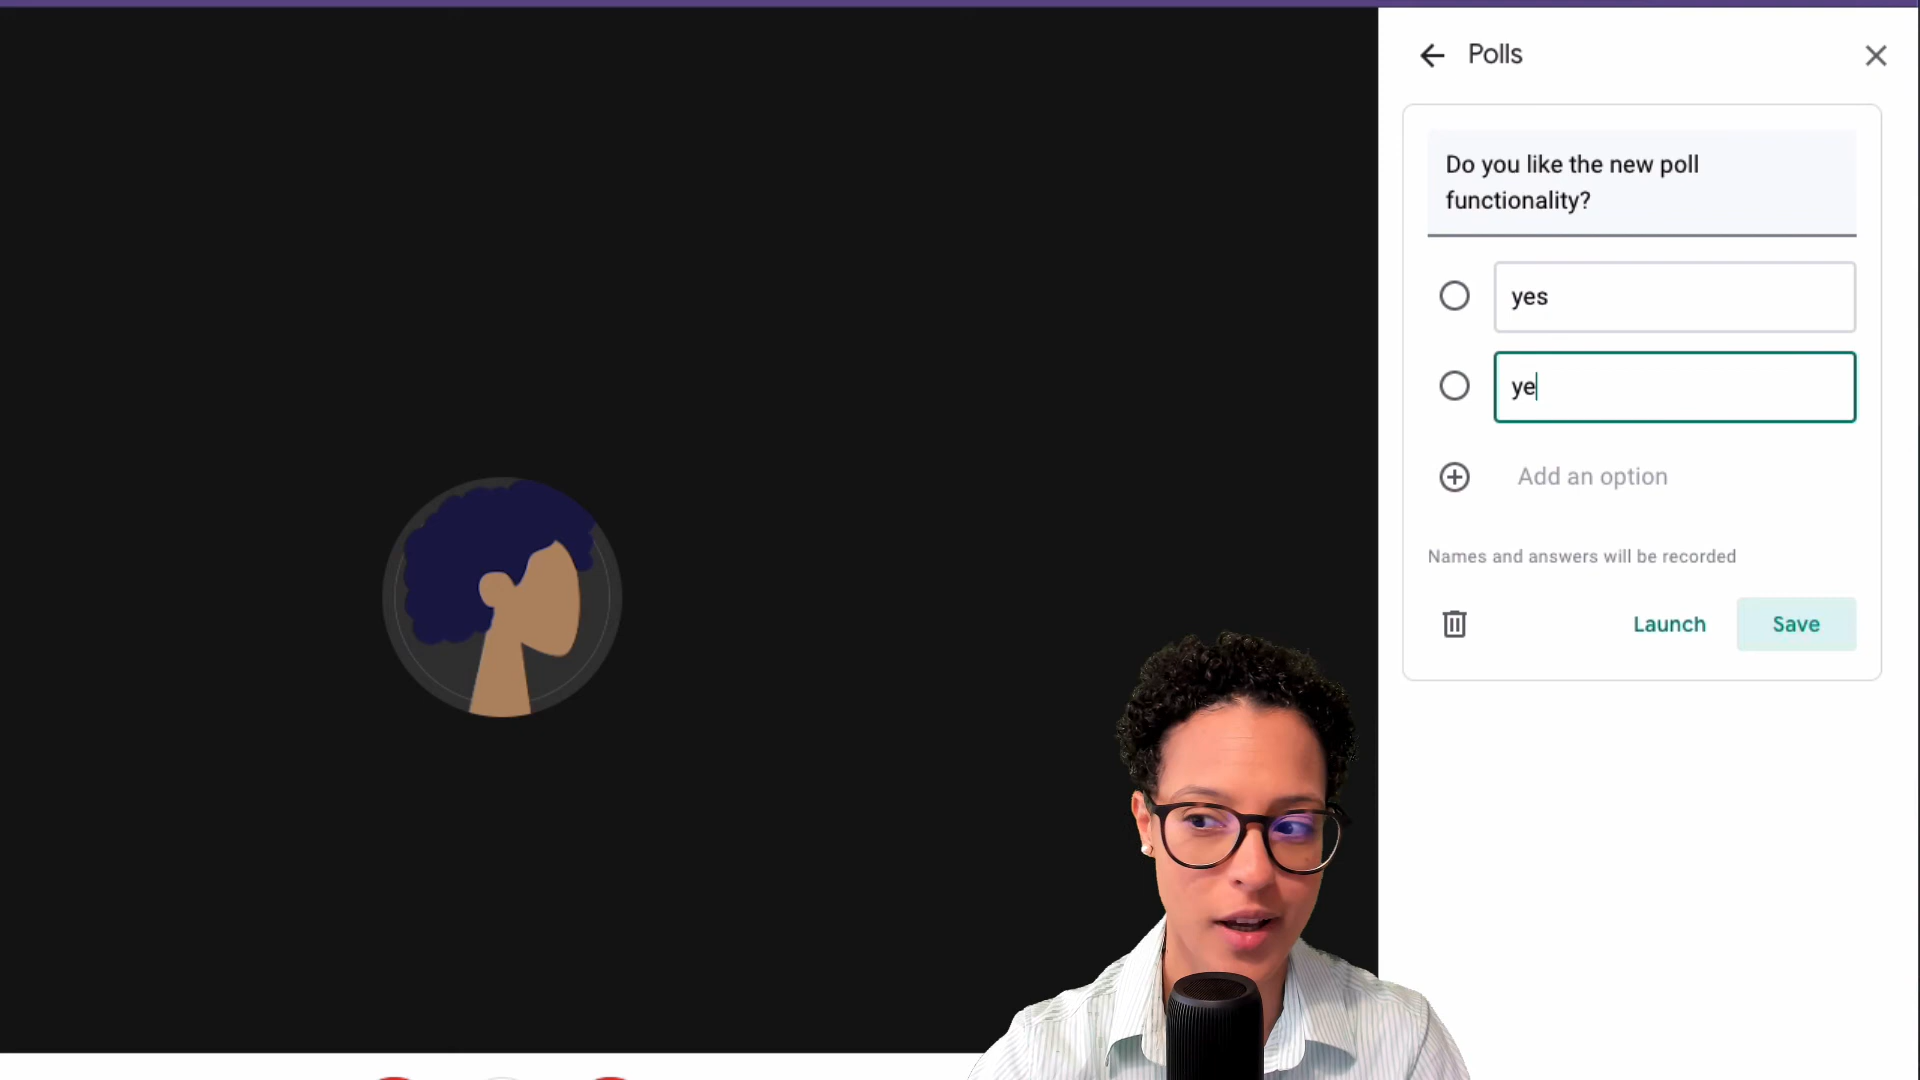 Polls
Do you like the new poll
functionality?
yes
ye
Add an option
Names and answers will be recorded
Launch
Save